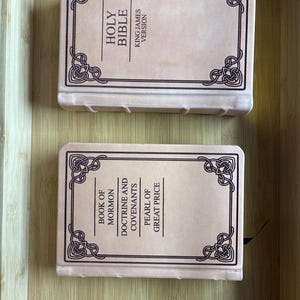 HOLY
BIBLE
KING JAMES
VERSION
BOOK OF
MORMON
DOCTRINE AND
COVENANTS
PEARL OF
GREAT PRICE